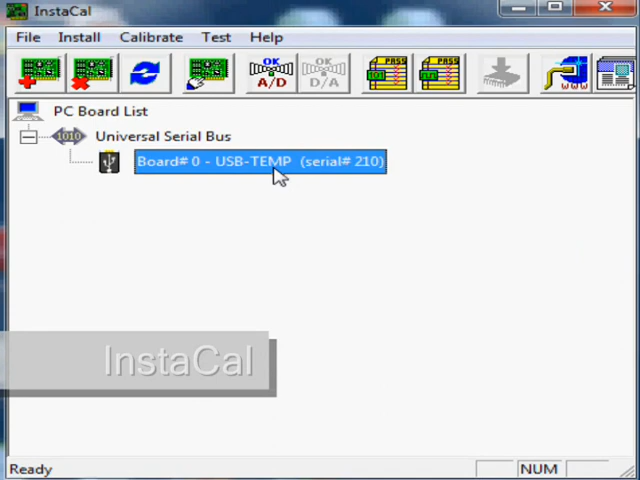 InstaCal
File Install Calibrate Test Help
OK A/D OK D/A 101 PASS PASS
PC Board List
1010 Universal Serial Bus
Board# 0 - USB-TEMP (serial# 210)
InstaCal
Ready NUM